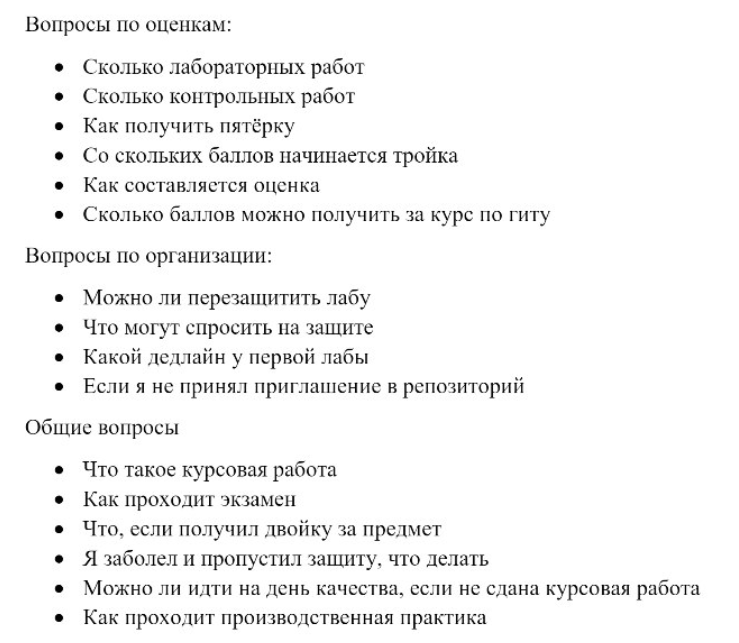 Вопросы по оценкам:
• Сколько лабораторных работ
• Сколько контрольных работ
• Как получить пятёрку
• Со скольких баллов начинается тройка
• Как составляется оценка
• Сколько баллов можно получить за курс по гиту
Вопросы по организации:
• Можно ли перезащитить лабу
• Что могут спросить на защите
• Какой дедлайн у первой лабы
• Если я не принял приглашение в репозиторий
Общие вопросы
• Что такое курсовая работа
• Как проходит экзамен
• Что, если получил двойку за предмет
• Я заболел и пропустил защиту, что делать
• Можно ли идти на день качества, если не сдана курсовая работа
• Как проходит производственная практика